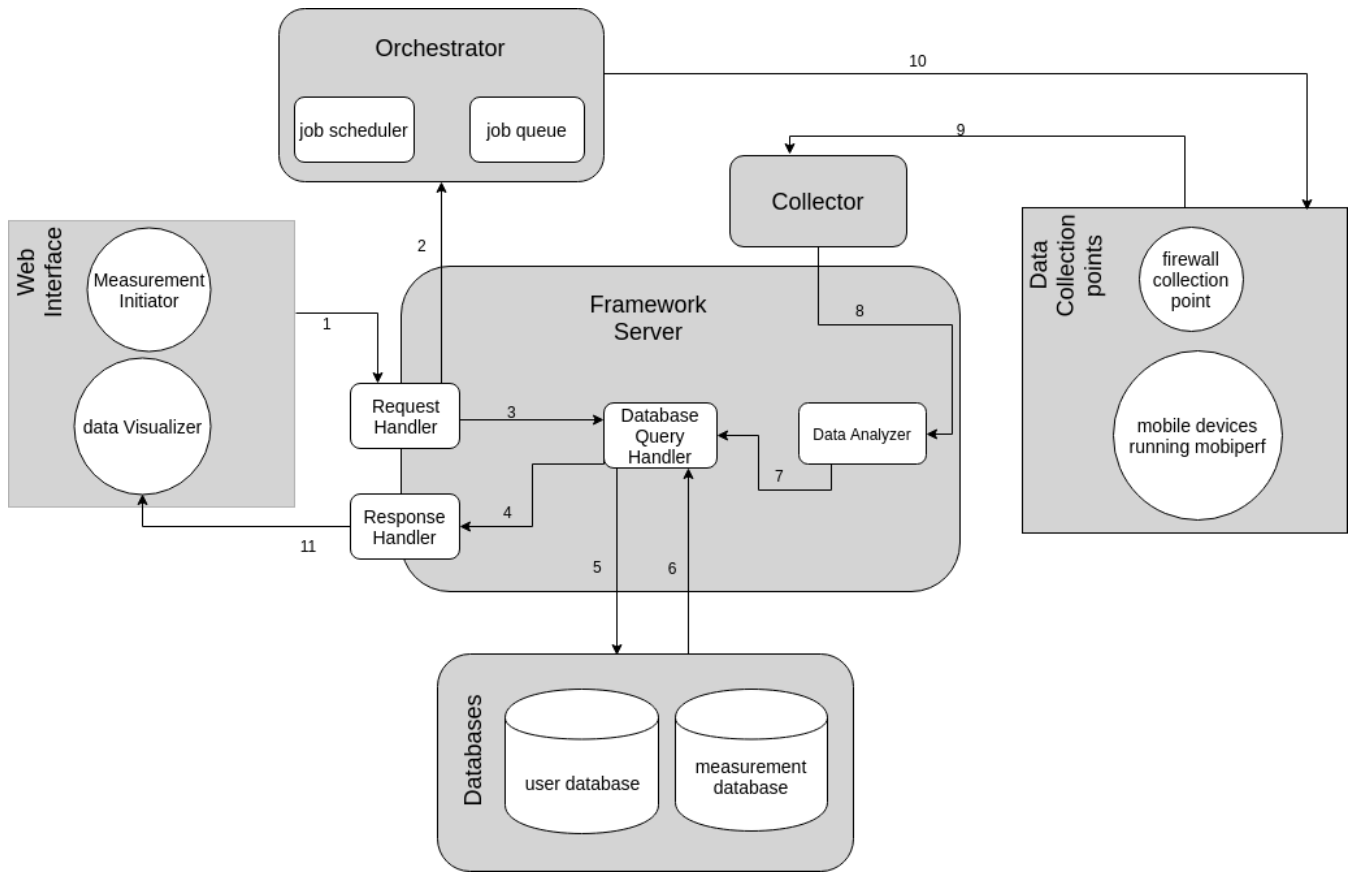 Orchestrator
job scheduler
job queue
10
9
Collector
2
Web
Interface
Measurement
Initiator
data Visualizer
1
Framework
Server
8
Data
Collection
points
firewall
collection
point
mobile devices
running mobiperf
Request
Handler
3
Database
Query
Handler
Data Analyzer
7
4
Response
Handler
11
5
6
Databases
user database
measurement
database